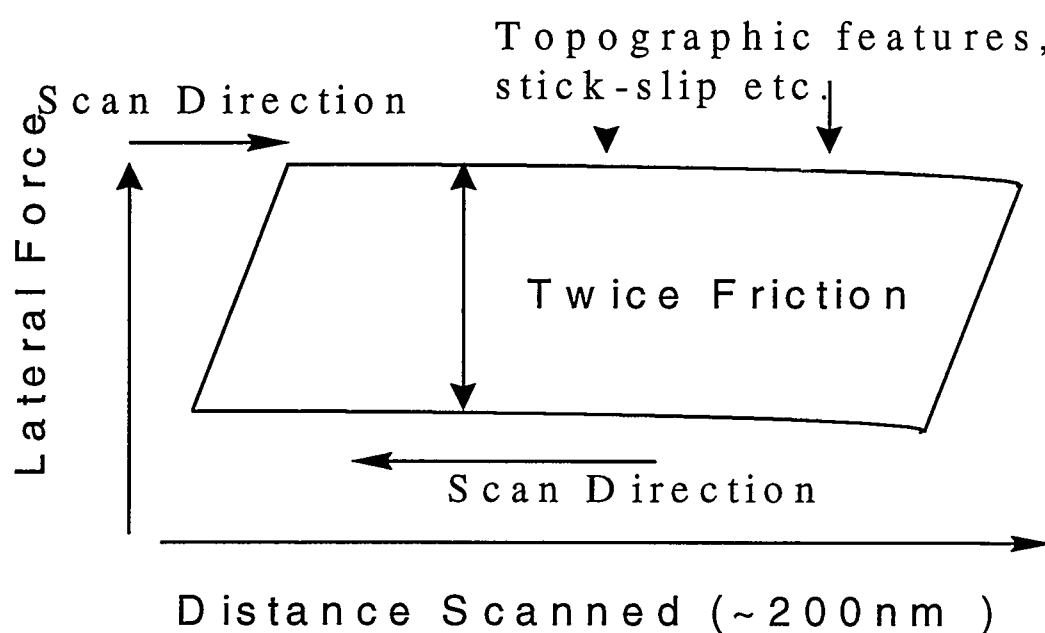 Topographic features,
stick-slip etc.
Scan Direction
Lateral Force
Twice Friction
Scan Direction
Distance Scanned (~200nm )